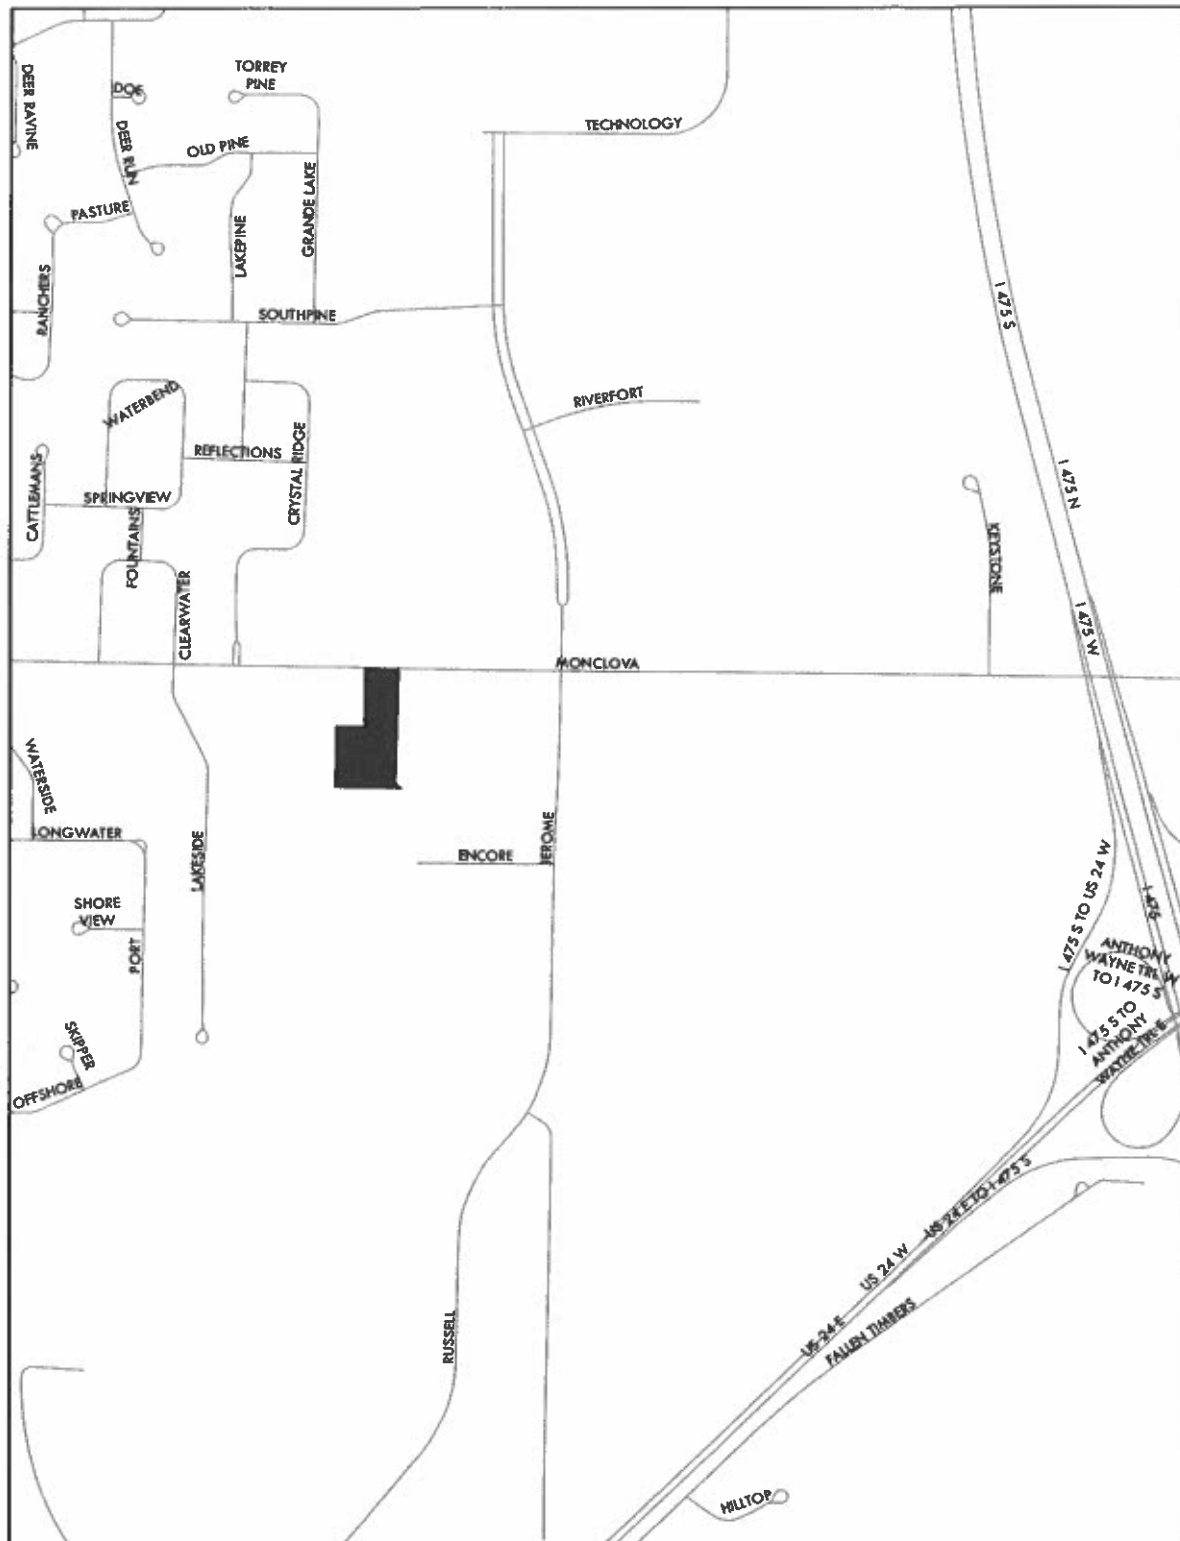 DEER RAVINE
DOE
DEER RUN
TORREY
PINE
OLD PINE
PASTURE
LAKEPINE
GRANDE LAKE
RANCHERS
SOUTHPINE
TECHNOLOGY
I 475 S
WATERBEND
RIVERFORT
REFLECTIONS
CRYSTAL RIDGE
CATTLEMANS
SPRINGVIEW
FOUNTAINS
CLEARWATER
I 475 N
KEYSTONE
I 475 W
MONCLOVA
WATERSIDE
LONGWATER
LAKESIDE
JEROME
ENCORE
SHORE
VIEW
PORT
SKIPPER
OFFSHORE
I 475 S TO US 24 W
I 475
ANTHONY
WAYNE TRL W
TO I 475 S
I 475 S TO
ANTHONY
WAYNE TRL E
US 24 E TO I 475 S
US 24 W
US 24 E
FALLEN TIMBERS
RUSSELL
HILLTOP